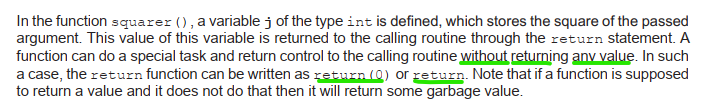 In the function squarer(), a variable j of the type int is defined, which stores the square of the passed
argument. This value of this variable is returned to the calling routine through the return statement. A
function can do a special task and return control to the calling routine without returning any value. In such
a case, the return function can be written as return(0) or return. Note that if a function is supposed
to return a value and it does not do that then it will return some garbage value.